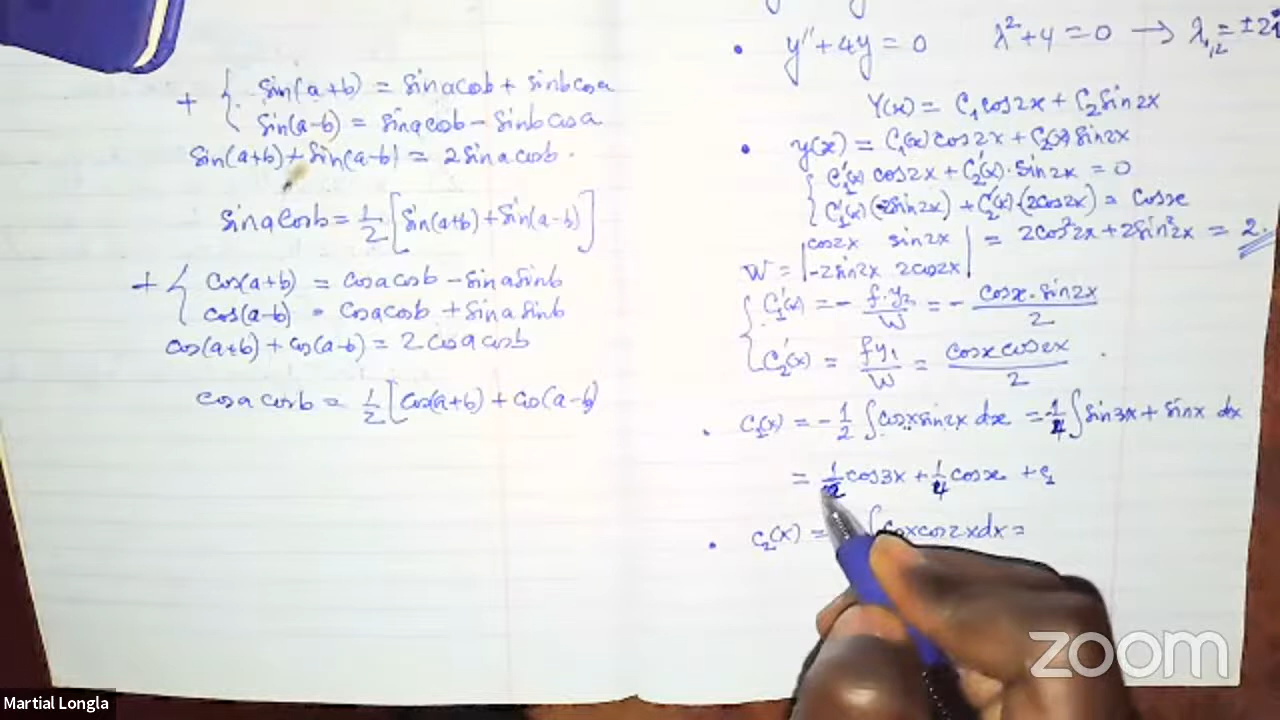 + { sin(a+b) = sinacosb + sinbcosa
sin(a-b) = sinacosb - sinbcosa
sin(a+b) + sin(a-b) = 2sinacosb.
sinacosb = 1/2 [sin(a+b) + sin(a-b)]
+ { cos(a+b) = cosacosb - sinasinb
cos(a-b) = cosacosb + sinasinb
cos(a+b) + cos(a-b) = 2cosacosb
cosacosb = 1/2 [cos(a+b) + cos(a-b)
• y'' + 4y = 0 λ² + 4 = 0 → λ₁,₂ = ±2i
Y(x) = C₁cos2x + C₂sin2x
• y(x) = C₁(x)cos2x + C₂(x)sin2x
{ C₁'(x) cos2x + C₂'(x)·sin2x = 0
C₁'(x)(-2sin2x) + C₂'(x)·(2cos2x) = cosx
W = |cos2x sin2x| = 2cos²2x + 2sin²2x = 2.
|-2sin2x 2cos2x|
{ C₁'(x) = - f·y₂/W = - cosx·sin2x/2
C₂'(x) = fy₁/W = cosxcos2x/2 .
• C₁(x) = -1/2 ∫cosxsin2x dx = -1/4 ∫sin3x + sinx dx
= 1/12 cos3x + 1/4 cosx + c₁
• C₂(x) = ∫cosxcos2xdx =
zoom
Martial Longla